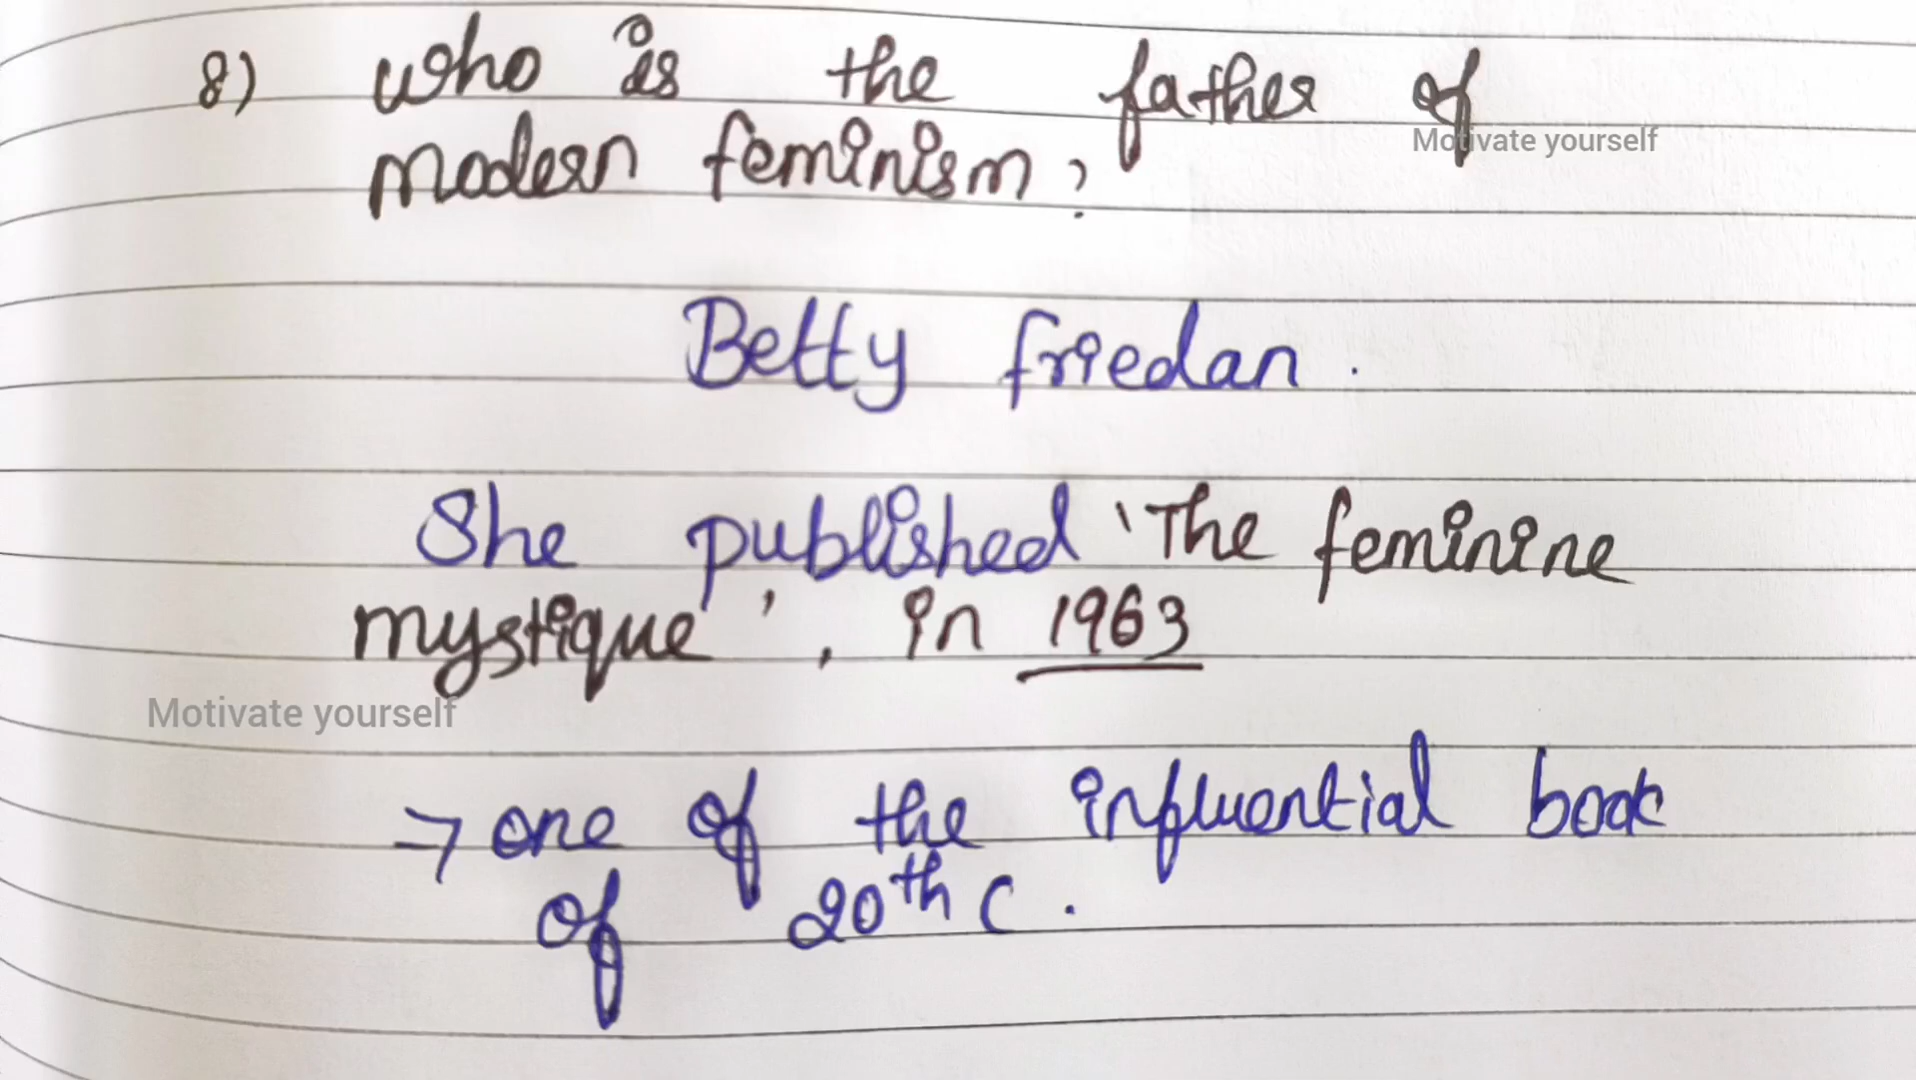 8) who is the father of
Motivate yourself
modern feminism?
Betty friedan.
She published 'The feminine
mystique', in 1963
Motivate yourself
→ one of the influential book
of 20th C.